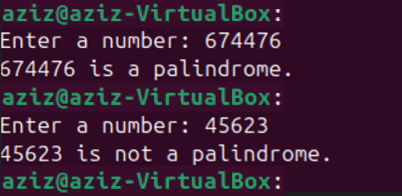 aziz@aziz-VirtualBox:
Enter a number: 674476
674476 is a palindrome.
aziz@aziz-VirtualBox:
Enter a number: 45623
45623 is not a palindrome.
aziz@aziz-VirtualBox: